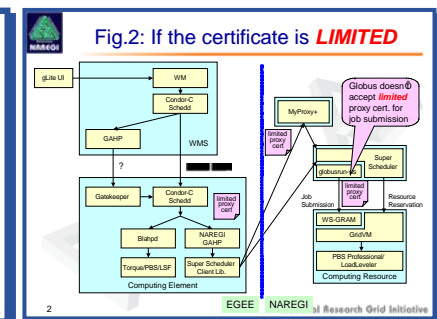 NAREGI
Fig.2: If the certificate is LIMITED
gLite UI
WM
Condor-C
Schedd
GAHP
WMS
?
Gatekeeper
Condor-C
Schedd
limited
proxy
cert
Blahpd
NAREGI
GAHP
Torque/PBS/LSF
Super Scheduler
Client Lib.
Computing Element
MyProxy+
limited
proxy
cert
Globus doesn
accept limited
proxy cert. for
job submission
Super
Scheduler
limited
proxy
cert
Job
Submission
Resource
Reservation
WS-GRAM
GridVM
PBS Professional/
LoadLeveler
Computing Resource
2
EGEE
NAREGI
al Research Grid Initiative